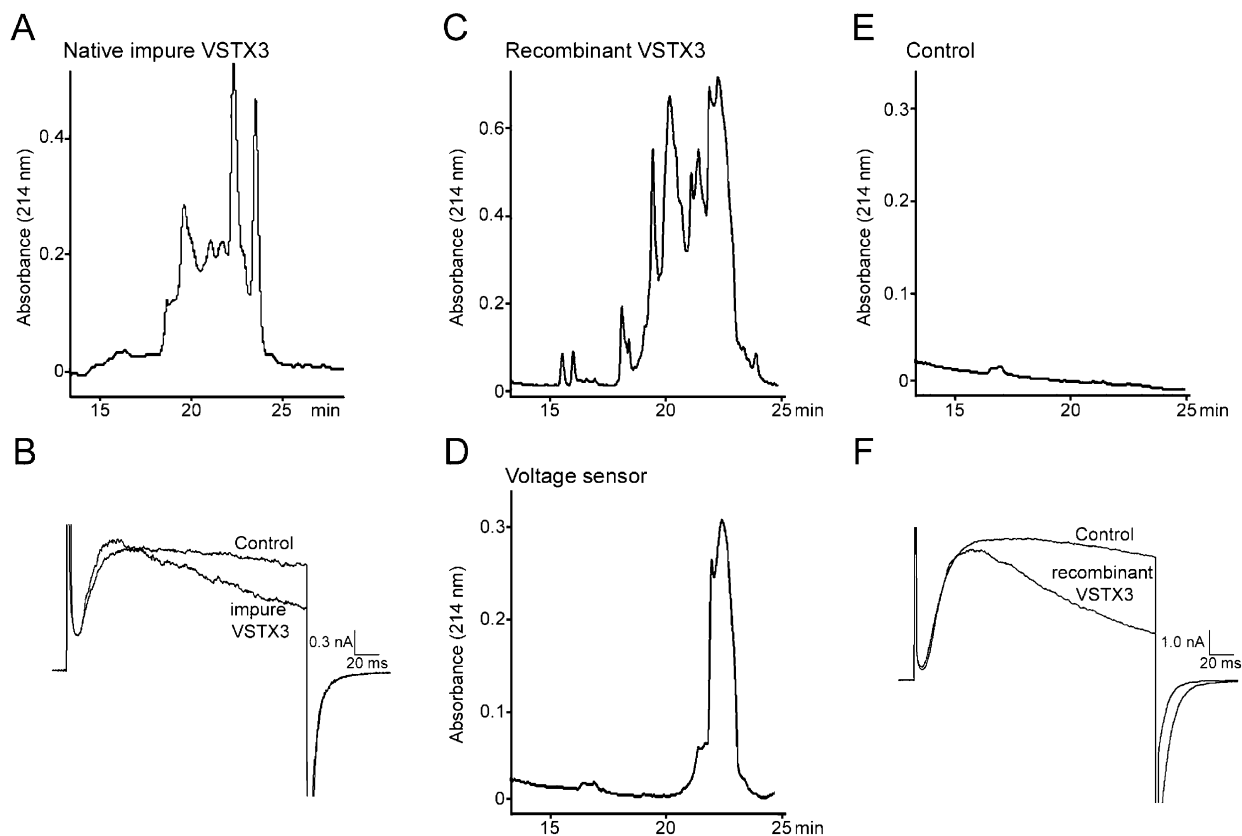 A
Native impure VSTX3
Absorbance (214 nm)
0.4
0.2
0
15
20
25
min
B
Control
impure
VSTX3
0.3 nA
20 ms
C
Recombinant VSTX3
Absorbance (214 nm)
0.6
0.4
0.2
0
15
20
25 min
D
Voltage sensor
Absorbance (214 nm)
0.3
0.2
0.1
0
15
20
25 min
E
Control
Absorbance (214 nm)
0.3
0.2
0.1
0
15
20
25 min
F
Control
recombinant
VSTX3
1.0 nA
20 ms